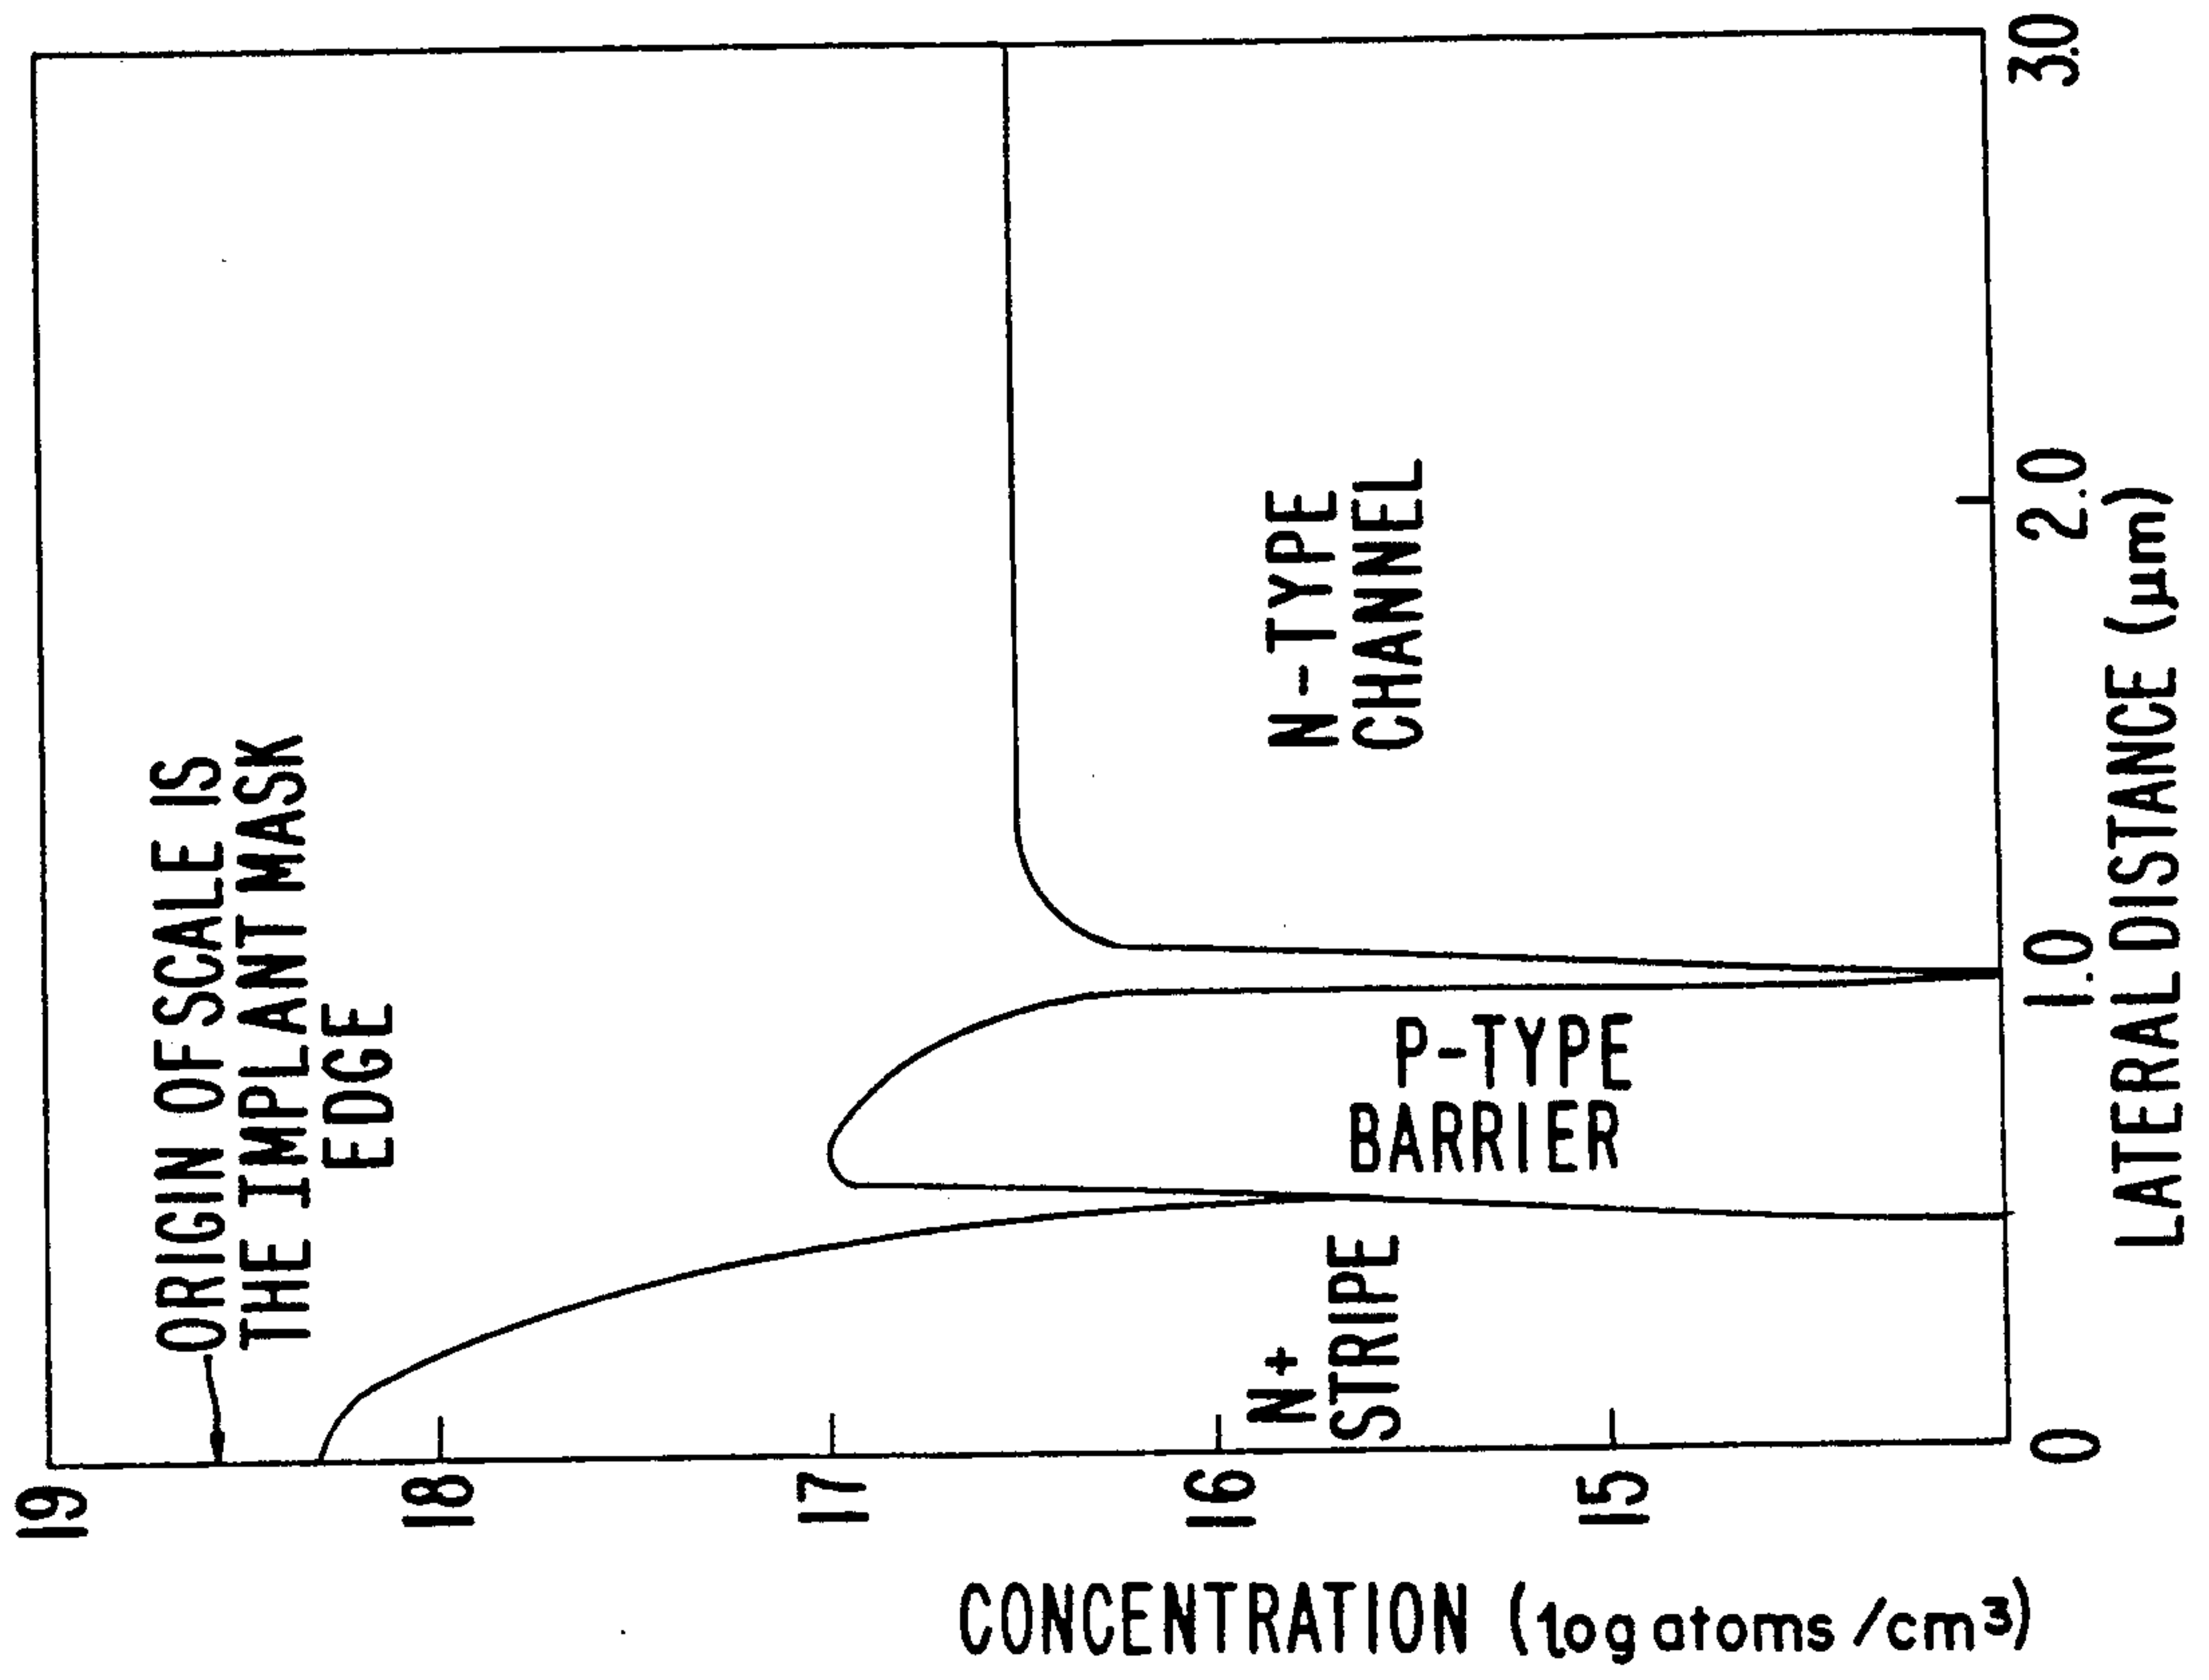 ORIGIN OF SCALE IS
THE IMPLANT MASK
EDGE
19
18
17
16
15
CONCENTRATION (log atoms/cm³)
N+
STRIPE
P-TYPE
BARRIER
N-TYPE
CHANNEL
0
1.0
2.0
3.0
LATERAL DISTANCE (μm)